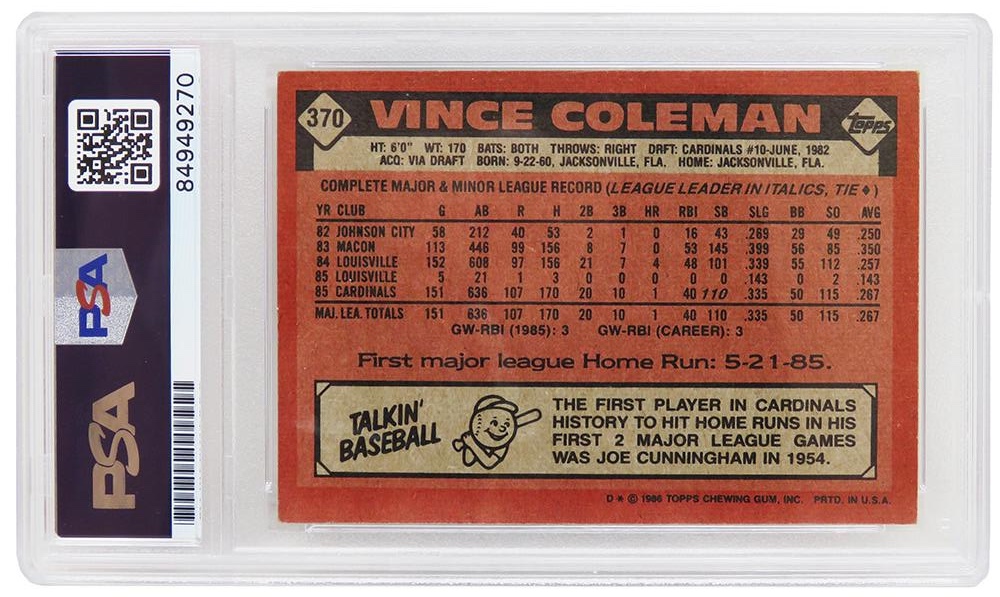 PSA
PSA
84949270
370 VINCE COLEMAN topps
HT: 6'0" WT: 170 BATS: BOTH THROWS: RIGHT DRFT: CARDINALS #10-JUNE, 1982
ACQ: VIA DRAFT BORN: 9-22-60, JACKSONVILLE, FLA. HOME: JACKSONVILLE, FLA.
COMPLETE MAJOR & MINOR LEAGUE RECORD (LEAGUE LEADER IN ITALICS, TIE ♦)
YR CLUB G AB R H 2B 3B HR RBI SB SLG BB SO AVG
82 JOHNSON CITY 58 212 40 53 2 1 0 16 43 .269 29 49 .250
83 MACON 113 446 99 156 8 7 0 53 145 .399 56 85 .350
84 LOUISVILLE 152 608 97 156 21 7 4 48 101 .339 55 112 .257
85 LOUISVILLE 5 21 1 3 0 0 0 0 0 .143 0 2 .143
85 CARDINALS 151 636 107 170 20 10 1 40 110 .335 50 115 .267
MAJ. LEA. TOTALS 151 636 107 170 20 10 1 40 110 .335 50 115 .267
GW-RBI (1985): 3 GW-RBI (CAREER): 3
First major league Home Run: 5-21-85.
TALKIN'
BASEBALL
THE FIRST PLAYER IN CARDINALS
HISTORY TO HIT HOME RUNS IN HIS
FIRST 2 MAJOR LEAGUE GAMES
WAS JOE CUNNINGHAM IN 1954.
D * © 1986 TOPPS CHEWING GUM, INC. PRTD. IN U.S.A.